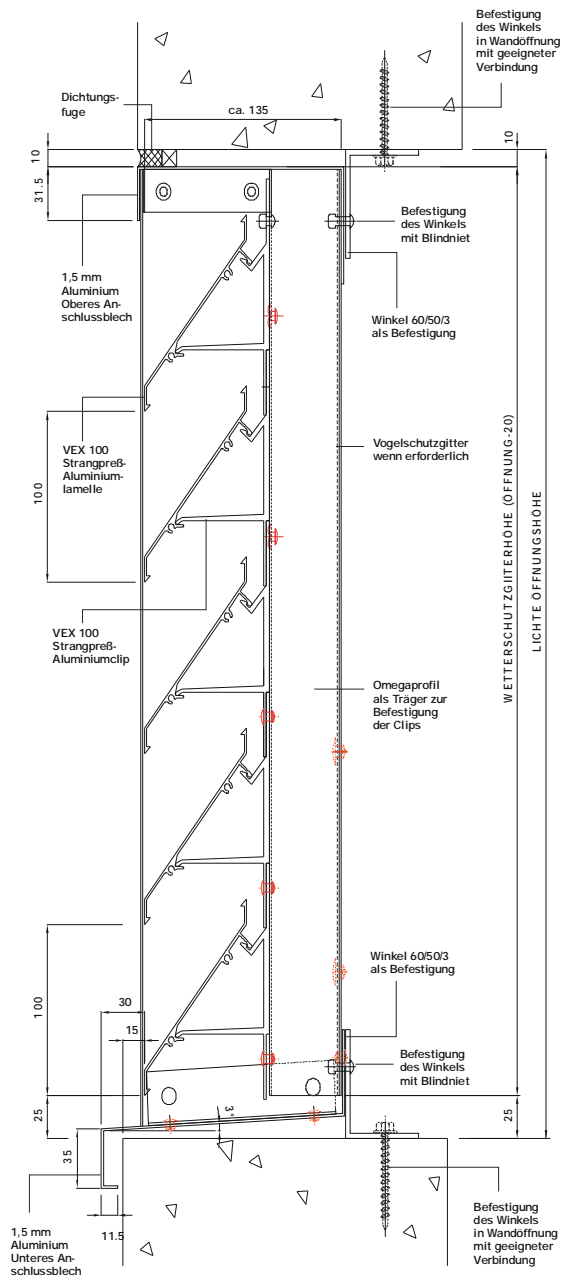 Befestigung
des Winkels
in Wandöffnung
mit geeigneter
Verbindung
Dichtungs-
fuge
ca. 135
10
10
31.5
Befestigung
des Winkels
mit Blindniet
1,5 mm
Aluminium
Oberes An-
schlussblech
Winkel 60/50/3
als Befestigung
VEX 100
Strangpreß-
Aluminium-
lamelle
Vogelschutzgitter
wenn erforderlich
100
WETTERSCHUTZGIITERHÖHE (ÖFFNUNG-20)
LICHTE ÖFFNUNGSHÖHE
VEX 100
Strangpreß-
Aluminiumclip
Omegaprofil
als Träger zur
Befestigung
der Clips
Winkel 60/50/3
als Befestigung
100
30
15
Befestigung
des Winkels
mit Blindniet
25
25
3°
35
11.5
1,5 mm
Aluminium
Unteres An-
schlussblech
Befestigung
des Winkels
in Wandöffnung
mit geeigneter
Verbindung